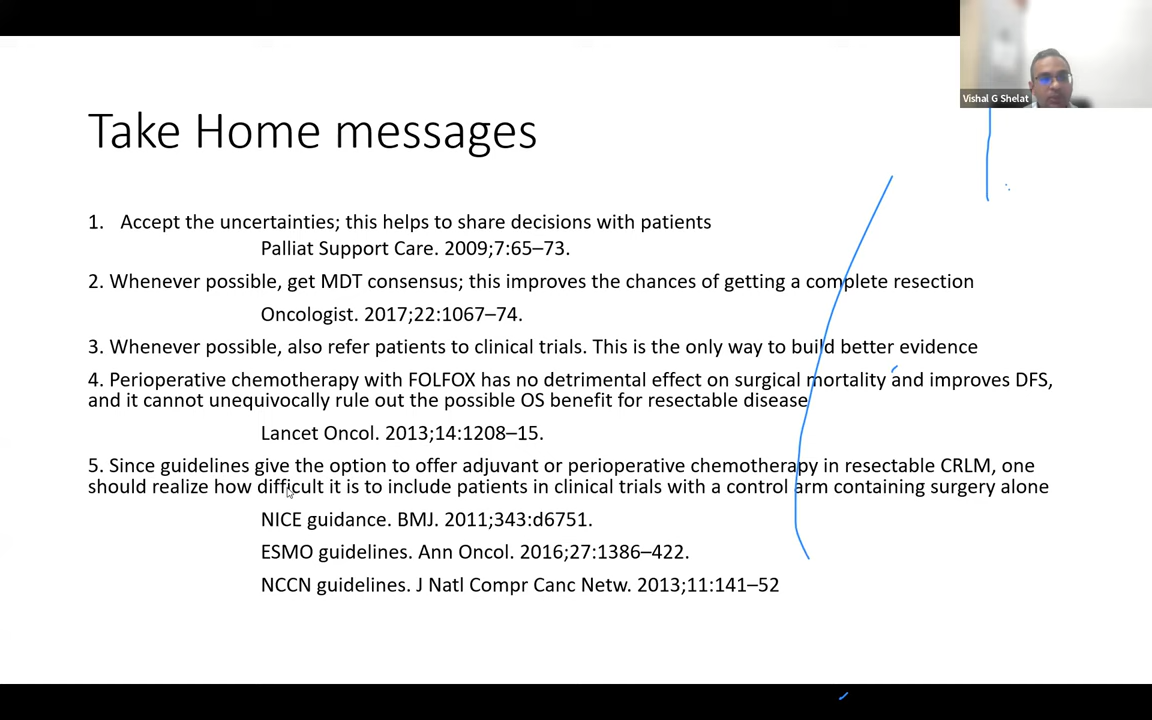 Vishal G Shelat
Take Home messages
1. Accept the uncertainties; this helps to share decisions with patients
Palliat Support Care. 2009;7:65–73.
2. Whenever possible, get MDT consensus; this improves the chances of getting a complete resection
Oncologist. 2017;22:1067–74.
3. Whenever possible, also refer patients to clinical trials. This is the only way to build better evidence
4. Perioperative chemotherapy with FOLFOX has no detrimental effect on surgical mortality and improves DFS,
and it cannot unequivocally rule out the possible OS benefit for resectable disease
Lancet Oncol. 2013;14:1208–15.
5. Since guidelines give the option to offer adjuvant or perioperative chemotherapy in resectable CRLM, one
should realize how difficult it is to include patients in clinical trials with a control arm containing surgery alone
NICE guidance. BMJ. 2011;343:d6751.
ESMO guidelines. Ann Oncol. 2016;27:1386–422.
NCCN guidelines. J Natl Compr Canc Netw. 2013;11:141–52